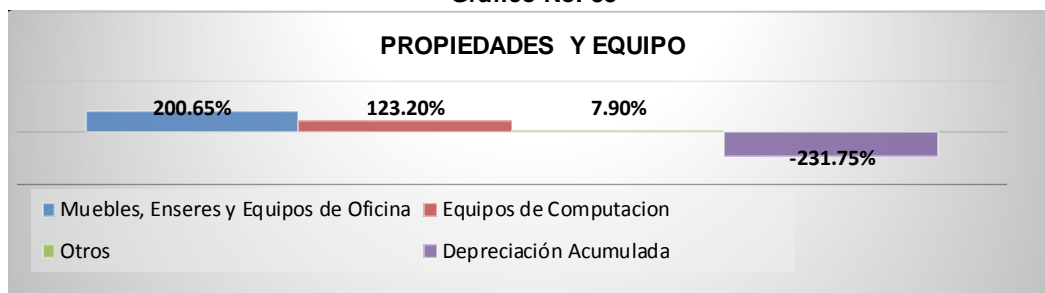 PROPIEDADES Y EQUIPO
200.65% 123.20% 7.90%
-231.75%
Muebles, Enseres y Equipos de Oficina Equipos de Computacion
Otros Depreciación Acumulada